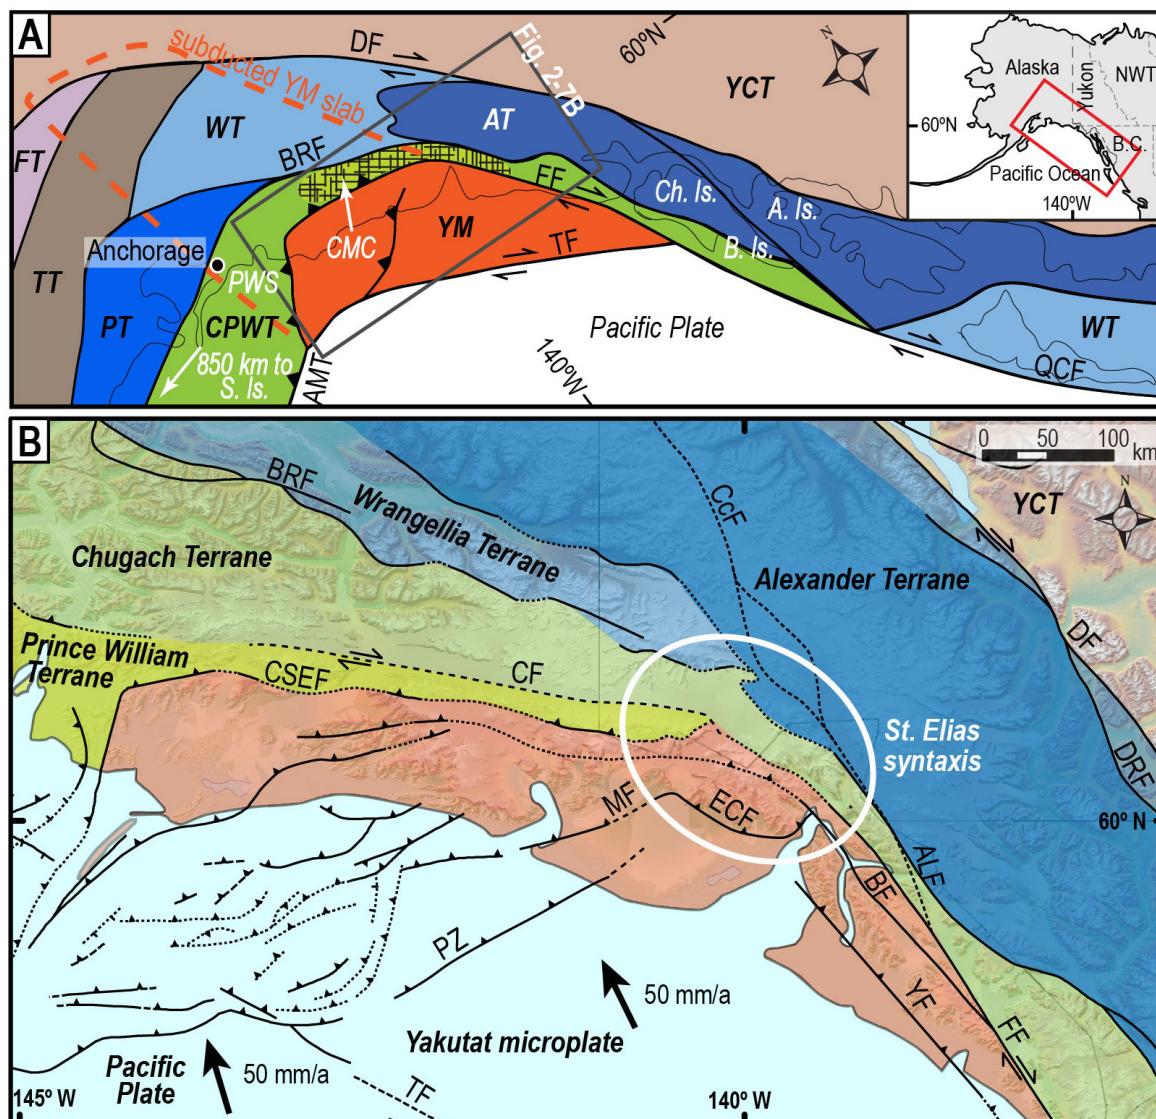 A
subducted YM slab
DF
60ºN
Fig. 2-7B
YCT
N
Alaska
Yukon
NWT
60ºN
B.C.
Pacific Ocean
140ºW
WT
AT
BRF
FT
FF
Ch. Is.
A. Is.
Anchorage
CMC
YM
TF
B. Is.
TT
PWS
PT
CPWT
Pacific Plate
WT
850 km to
S. Is.
AMT
140ºW
QCF
B
0 50 100
km
BRF
CcF
YCT
N
Wrangellia Terrane
Chugach Terrane
Alexander Terrane
DF
Prince William
Terrane
CSEF
CF
St. Elias
syntaxis
DRF
MF
ECF
60º N
ALF
BF
PZ
YF
50 mm/a
FF
Yakutat microplate
Pacific
Plate
50 mm/a
TF
145º W
140º W